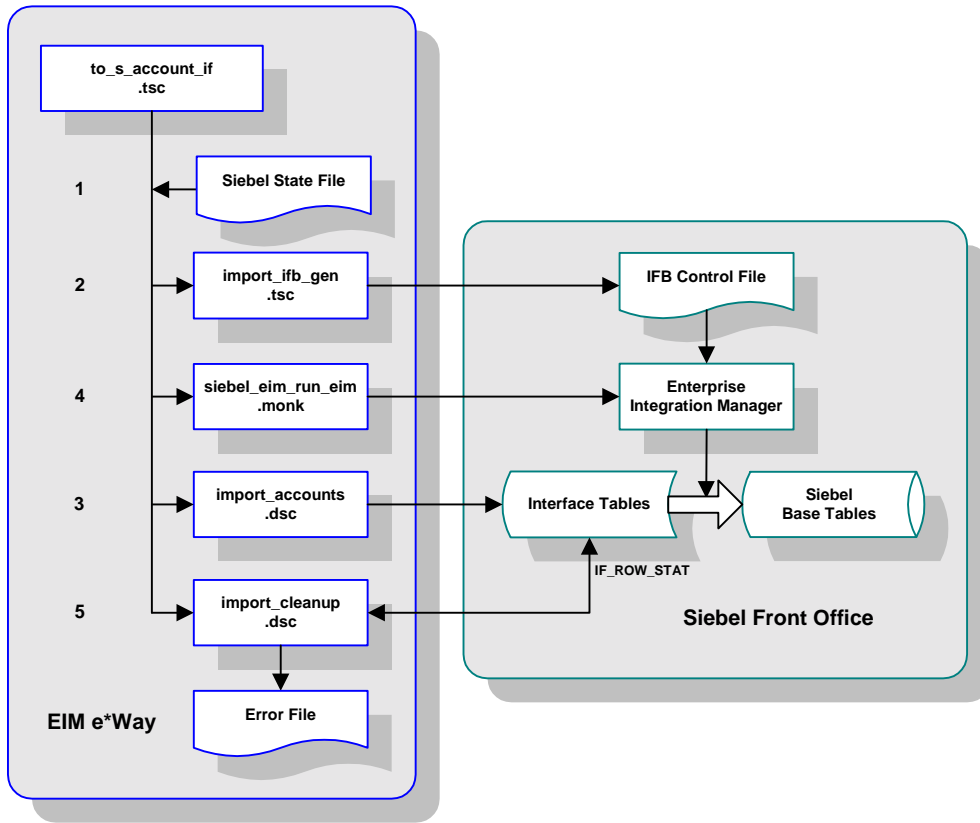 to_s_account_if
.tsc
1
Siebel State File
2
import_ifb_gen
.tsc
IFB Control File
4
siebel_eim_run_eim
.monk
Enterprise
Integration Manager
3
import_accounts
.dsc
Interface Tables
Siebel
Base Tables
IF_ROW_STAT
5
import_cleanup
.dsc
Siebel Front Office
Error File
EIM e*Way